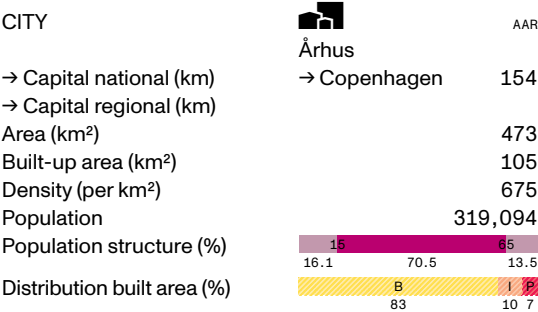 CITY AAR
Århus
→ Capital national (km) → Copenhagen 154
→ Capital regional (km)
Area (km²) 473
Built-up area (km²) 105
Density (per km²) 675
Population 319,094
Population structure (%) 15 65
16.1 70.5 13.5
Distribution built area (%) B I P
83 10 7